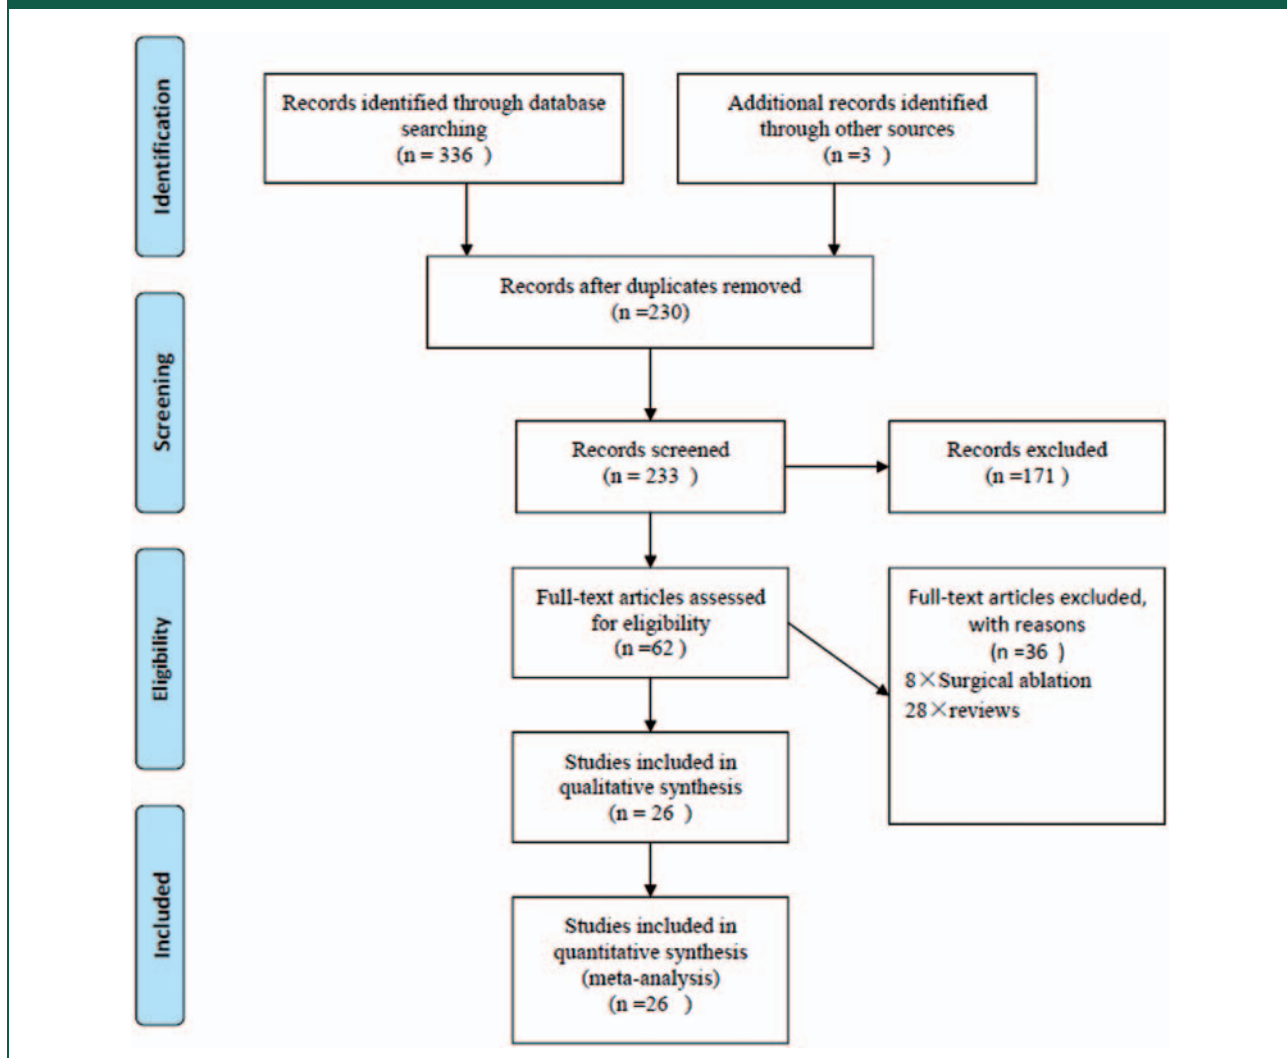 Identification
Records identified through database
searching
(n = 336 )
Additional records identified
through other sources
(n =3 )
Records after duplicates removed
(n =230)
Screening
Records screened
(n = 233 )
Records excluded
(n =171 )
Eligibility
Full-text articles assessed
for eligibility
(n =62 )
Full-text articles excluded,
with reasons
(n =36 )
8×Surgical ablation
28×reviews
Studies included in
qualitative synthesis
(n = 26 )
Included
Studies included in
quantitative synthesis
(meta-analysis)
(n =26 )